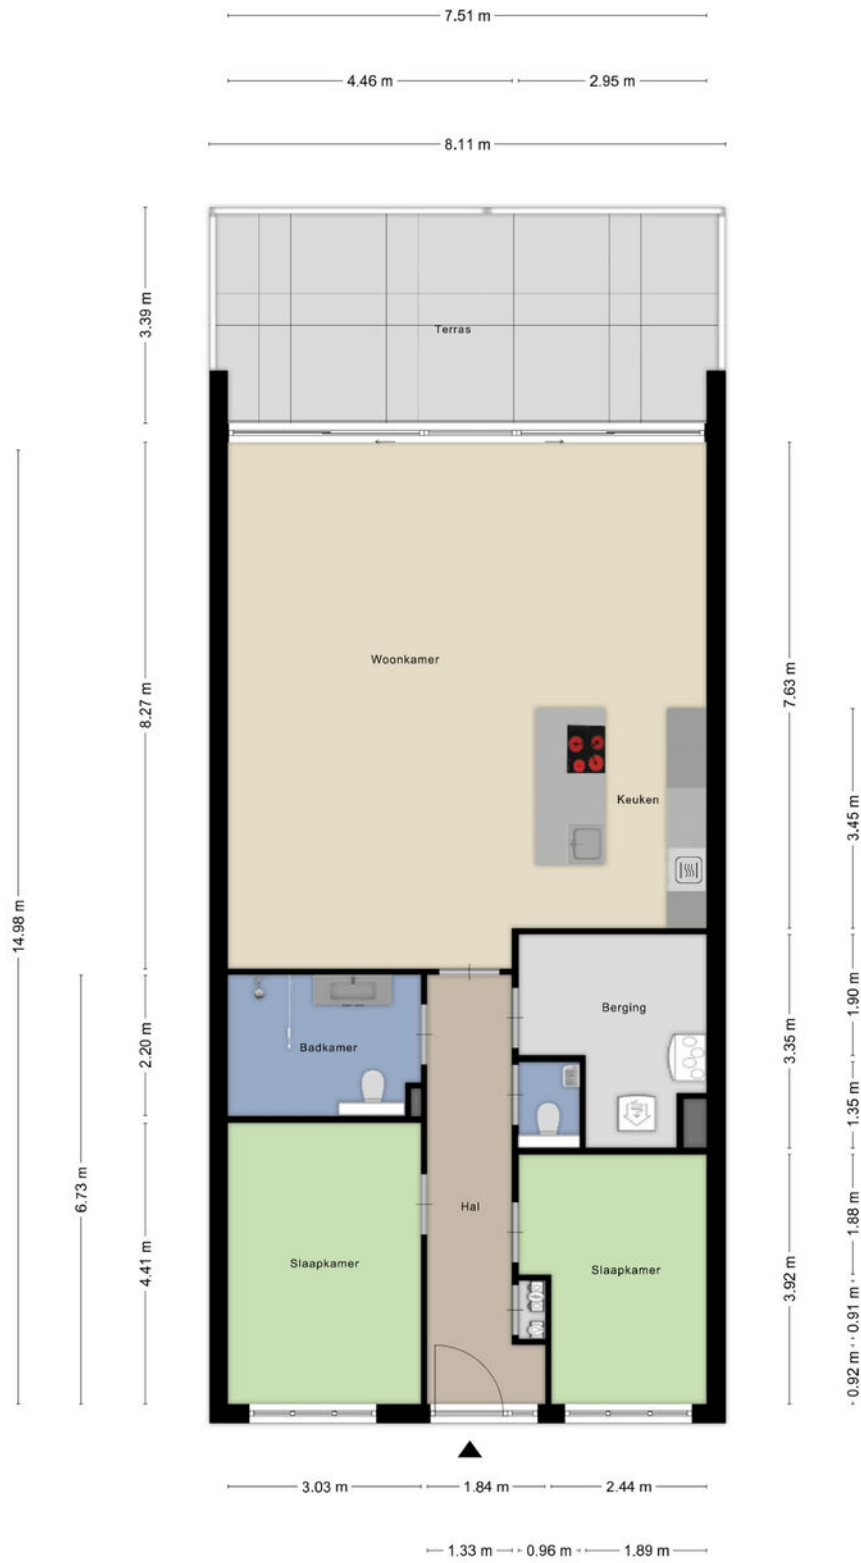 7.51 m
4.46 m
2.95 m
8.11 m
3.39 m
Terras
14.98 m
8.27 m
Woonkamer
7.63 m
Keuken
3.45 m
2.20 m
Badkamer
Berging
3.35 m
1.90 m
1.35 m
6.73 m
4.41 m
Slaapkamer
Hal
Slaapkamer
3.92 m
1.88 m
0.91 m
0.92 m
3.03 m
1.84 m
2.44 m
1.33 m
0.96 m
1.89 m